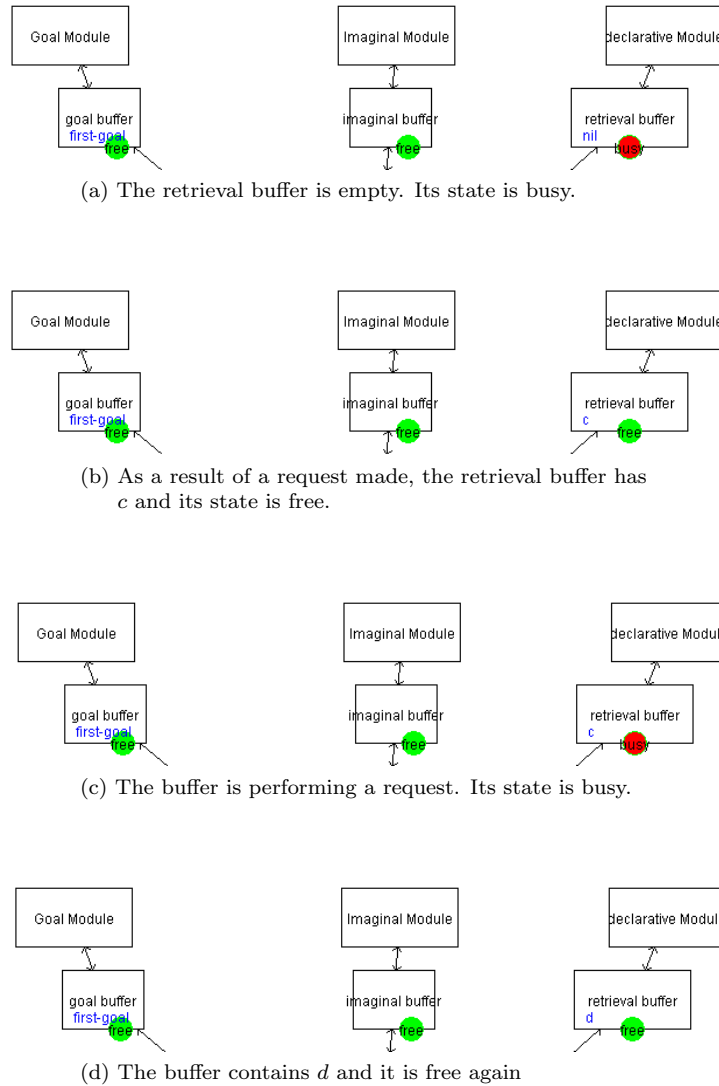 Goal Module Imaginal Module declarative Module
goal buffer imaginal buffer retrieval buffer
first-goal nil
free free busy
(a) The retrieval buffer is empty. Its state is busy.
Goal Module Imaginal Module declarative Module
goal buffer imaginal buffer retrieval buffer
first-goal c
free free free
(b) As a result of a request made, the retrieval buffer has
c and its state is free.
Goal Module Imaginal Module declarative Modul
goal buffer imaginal buffer retrieval buffer
first-goal c
free free busy
(c) The buffer is performing a request. Its state is busy.
Goal Module Imaginal Module declarative Modul
goal buffer imaginal buffer retrieval buffer
first-goal d
free free free
(d) The buffer contains d and it is free again